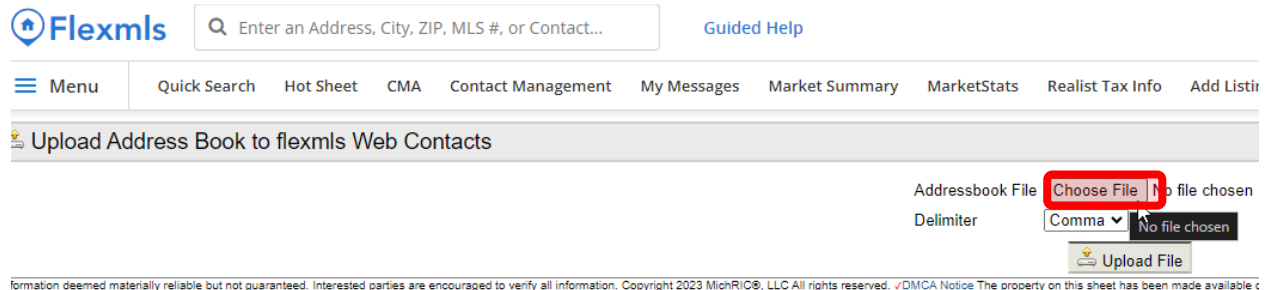 Flexmls Enter an Address, City, ZIP, MLS #, or Contact... Guided Help
Menu Quick Search Hot Sheet CMA Contact Management My Messages Market Summary MarketStats Realist Tax Info Add Listin
Upload Address Book to flexmls Web Contacts
Addressbook File Choose File No file chosen
Delimiter Comma No file chosen
Upload File
formation deemed materially reliable but not guaranteed. Interested parties are encouraged to verify all information. Copyright 2023 MichRIC®, LLC All rights reserved. ✓DMCA Notice The property on this sheet has been made available